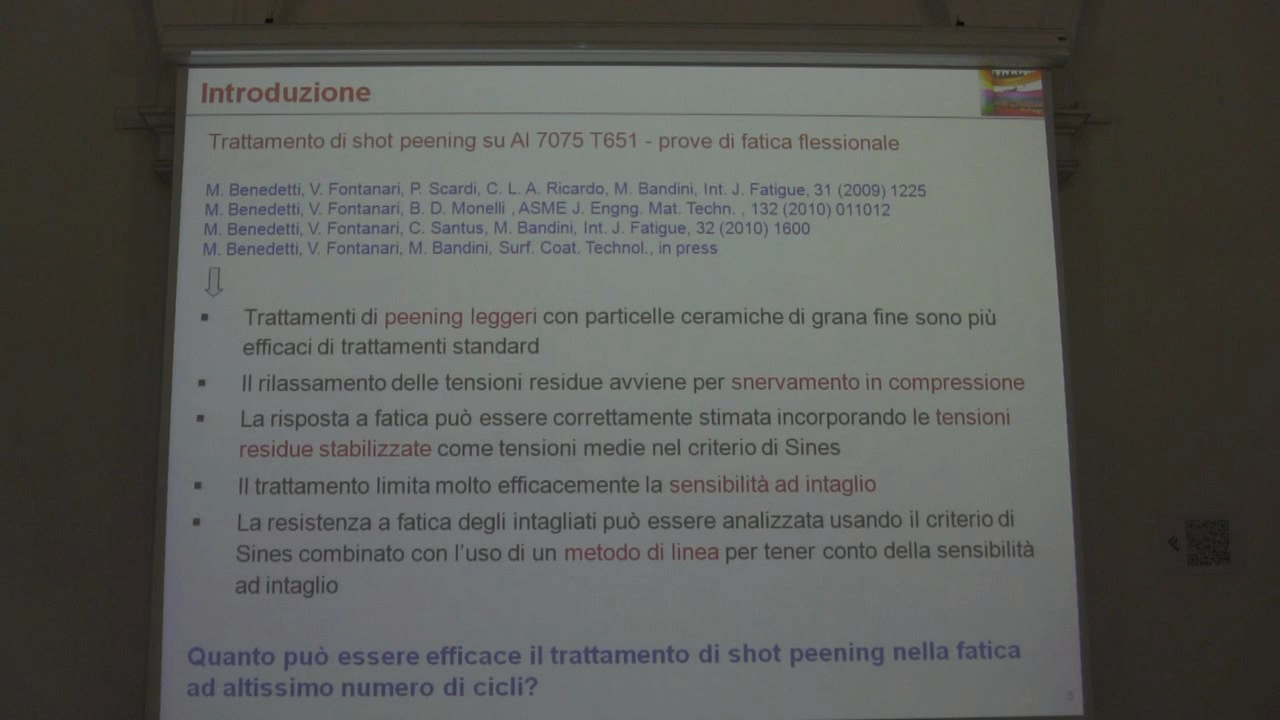 Introduzione
Trattamento di shot peening su Al 7075 T651 - prove di fatica flessionale
M. Benedetti, V. Fontanari, P. Scardi, C. L. A. Ricardo, M. Bandini, Int. J. Fatigue, 31 (2009) 1225
M. Benedetti, V. Fontanari, B. D. Monelli , ASME J. Engng. Mat. Techn. , 132 (2010) 011012
M. Benedetti, V. Fontanari, C. Santus, M. Bandini, Int. J. Fatigue, 32 (2010) 1600
M. Benedetti, V. Fontanari, M. Bandini, Surf. Coat. Technol., in press
▪ Trattamenti di peening leggeri con particelle ceramiche di grana fine sono più
efficaci di trattamenti standard
▪ Il rilassamento delle tensioni residue avviene per snervamento in compressione
▪ La risposta a fatica può essere correttamente stimata incorporando le tensioni
residue stabilizzate come tensioni medie nel criterio di Sines
▪ Il trattamento limita molto efficacemente la sensibilità ad intaglio
▪ La resistenza a fatica degli intagliati può essere analizzata usando il criterio di
Sines combinato con l'uso di un metodo di linea per tener conto della sensibilità
ad intaglio
Quanto può essere efficace il trattamento di shot peening nella fatica
ad altissimo numero di cicli?
3